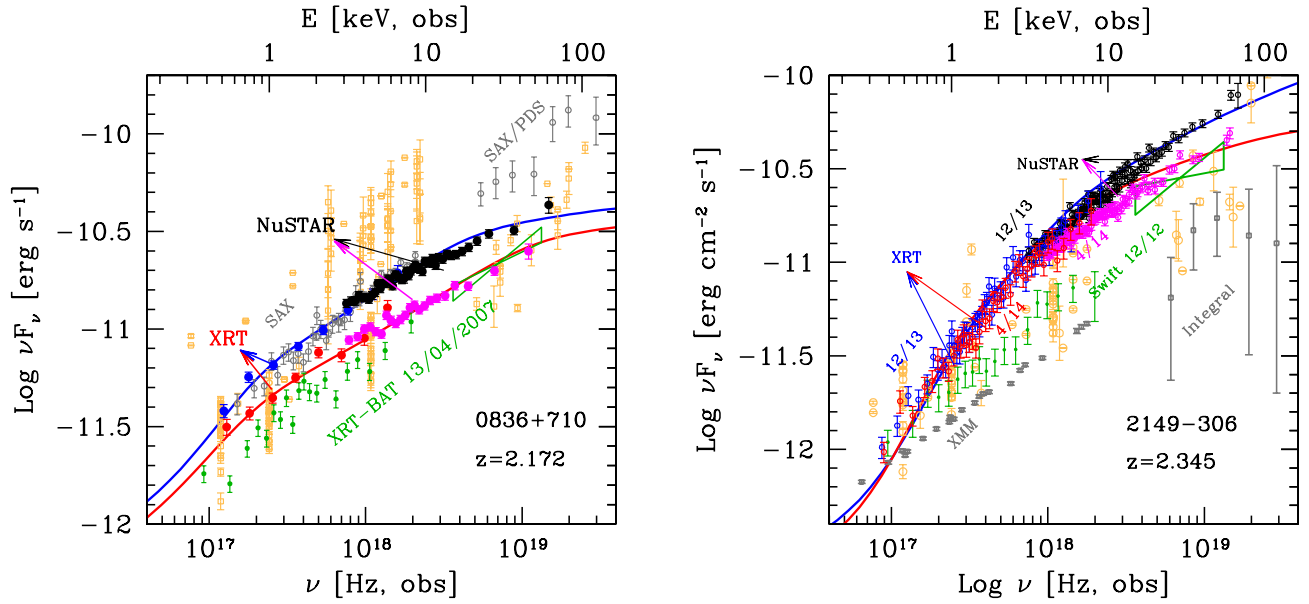 E [keV, obs]
1 10 100
Log νFν [erg s⁻¹]
−10
−10.5
−11
−11.5
−12
SAX/PDS
NuSTAR
SAX
XRT
XRT−BAT 13/04/2007
0836+710
z=2.172
10¹⁷ 10¹⁸ 10¹⁹
ν [Hz, obs]
E [keV, obs]
1 10 100
Log νFν [erg cm⁻² s⁻¹]
−10
−10.5
−11
−11.5
−12
NuSTAR
12/13
4/14
XRT
Swift 12/12
4/14
12/13
Integral
XMM
2149−306
z=2.345
10¹⁷ 10¹⁸ 10¹⁹
Log ν [Hz, obs]